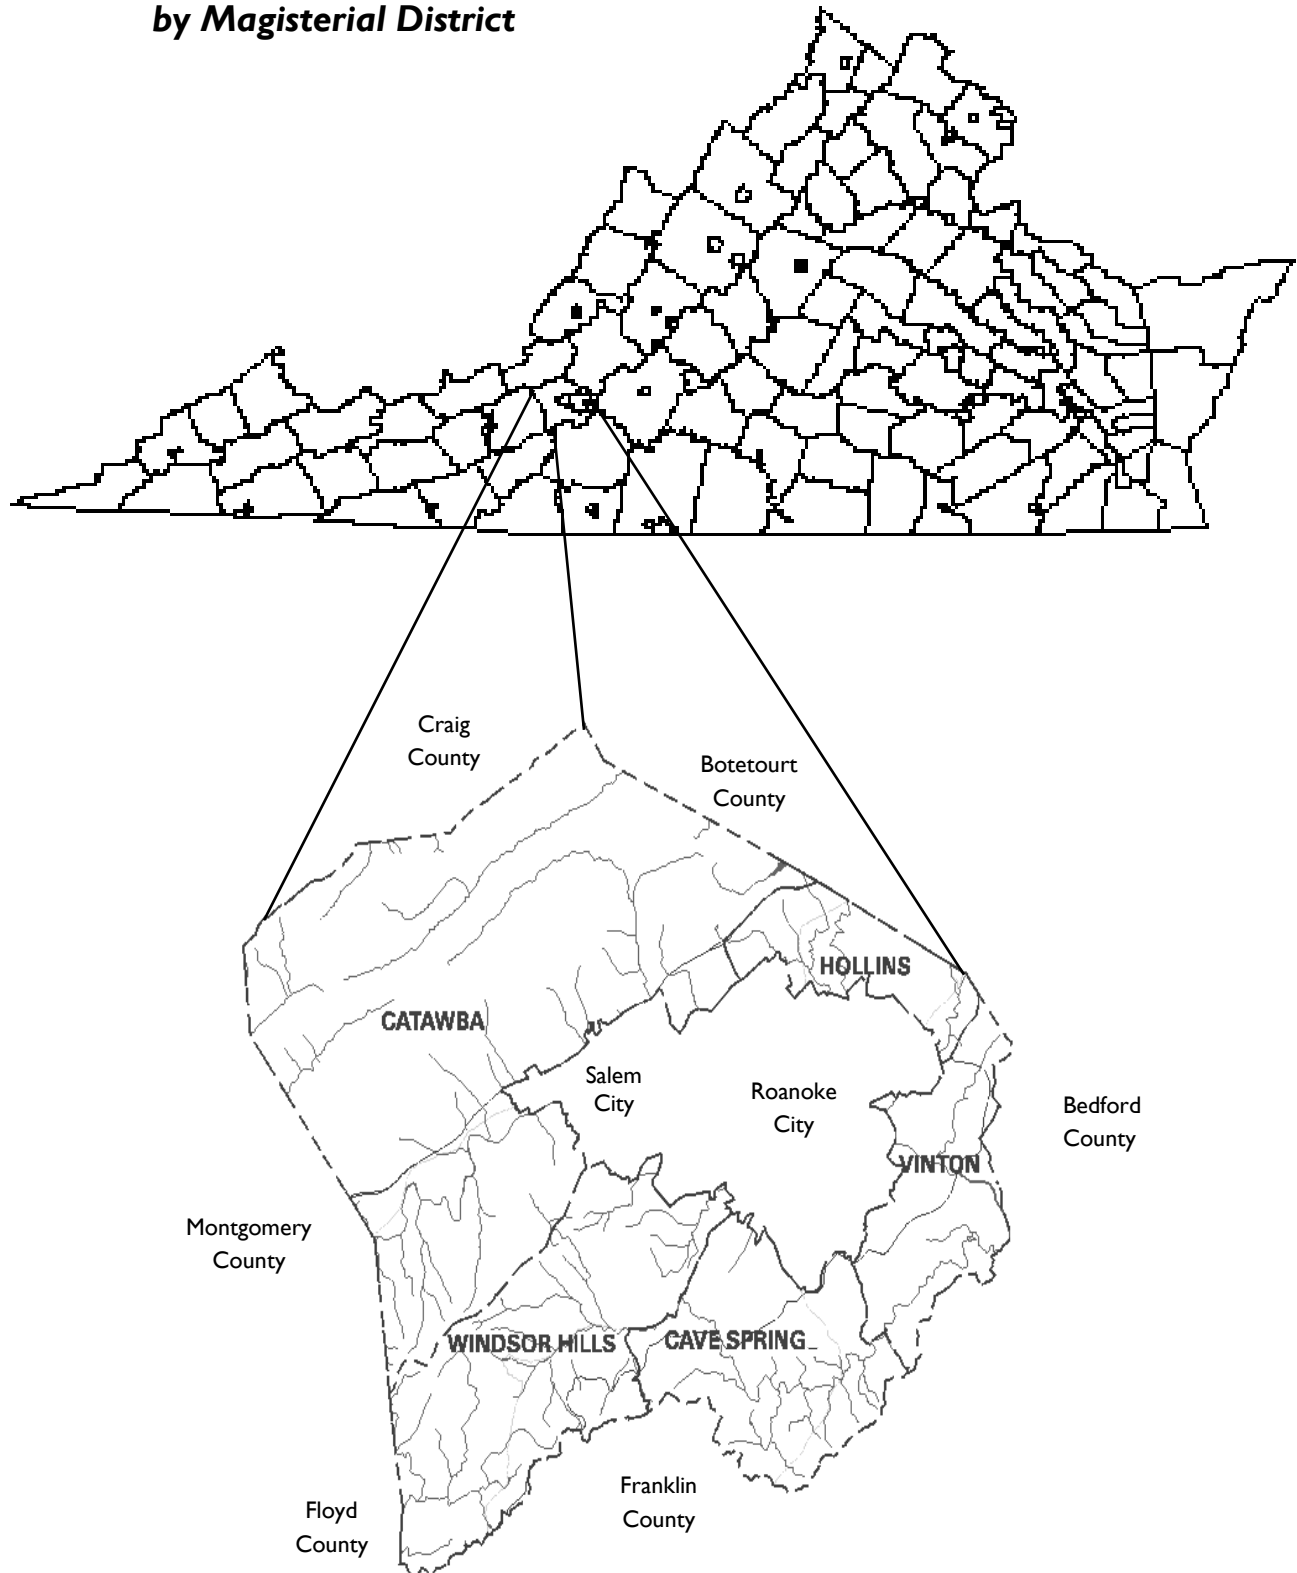 by Magisterial District
Craig
County
Botetourt
County
HOLLINS
CATAWBA
Salem
City
Roanoke
City
Bedford
County
VINTON
Montgomery
County
WINDSOR HILLS
CAVE SPRING
Franklin
County
Floyd
County